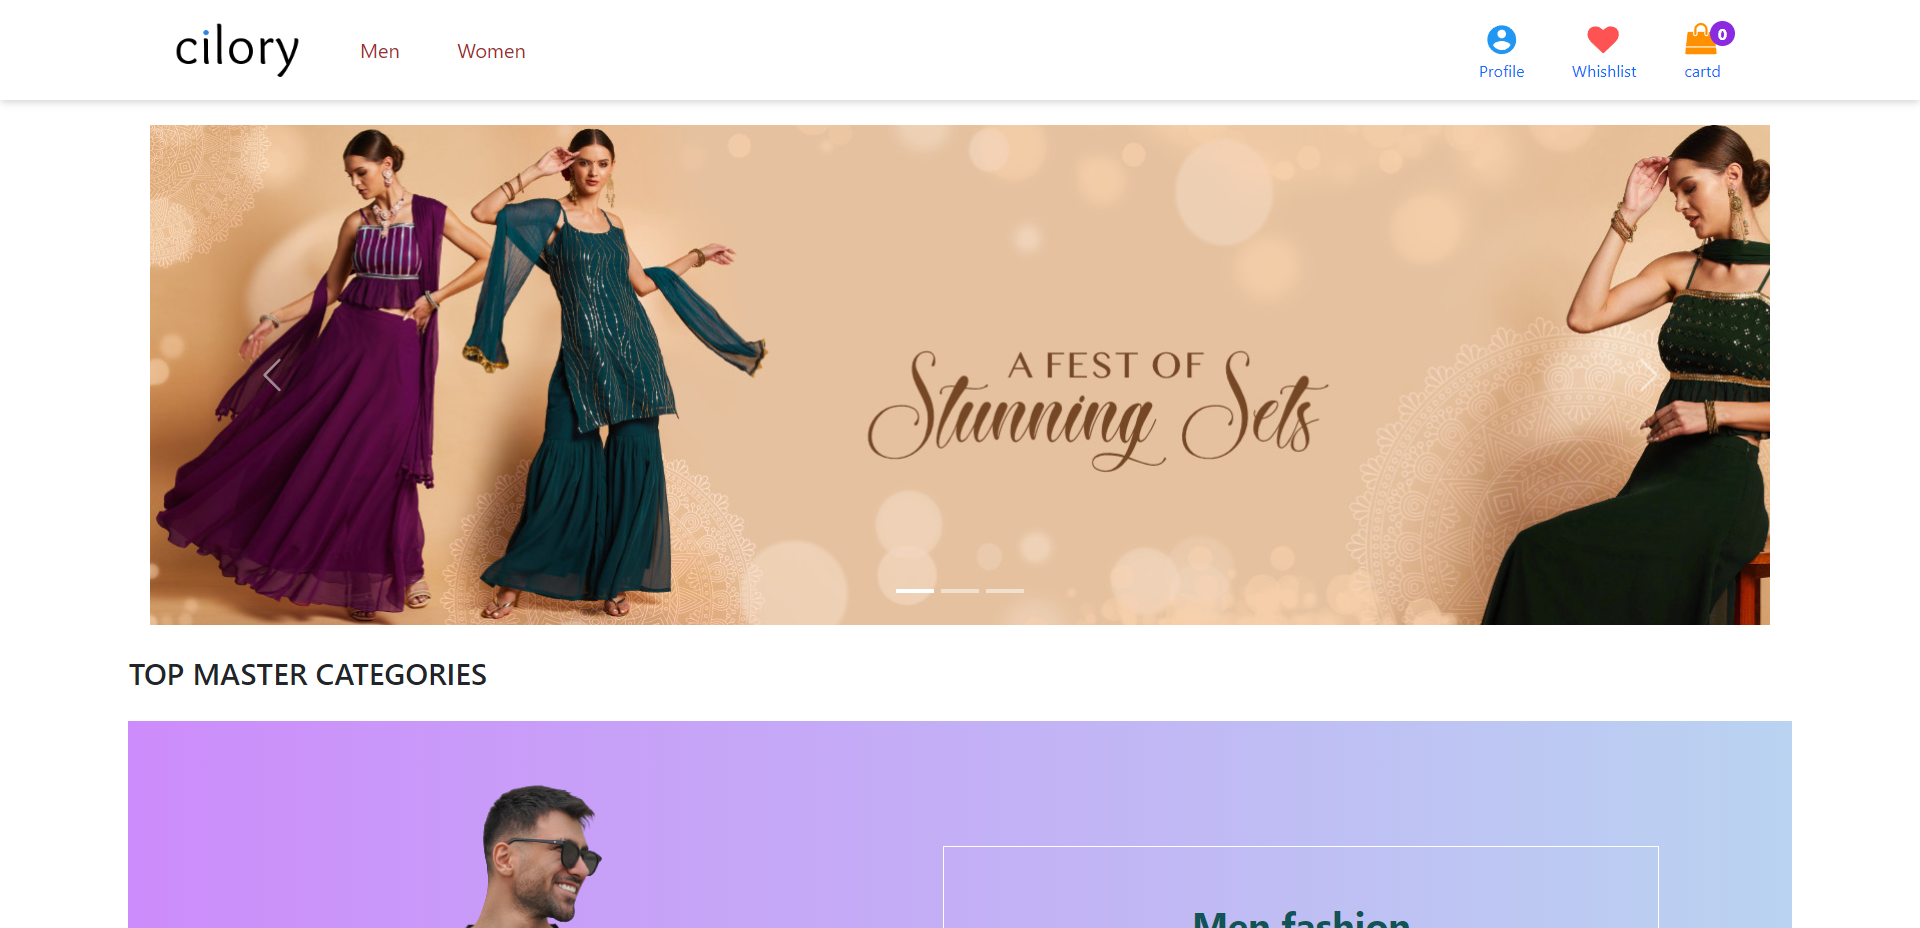 cilory
Men
Women
0
Profile
Whishlist
cartd
A FEST OF
Stunning Sets
TOP MASTER CATEGORIES
Men fashion